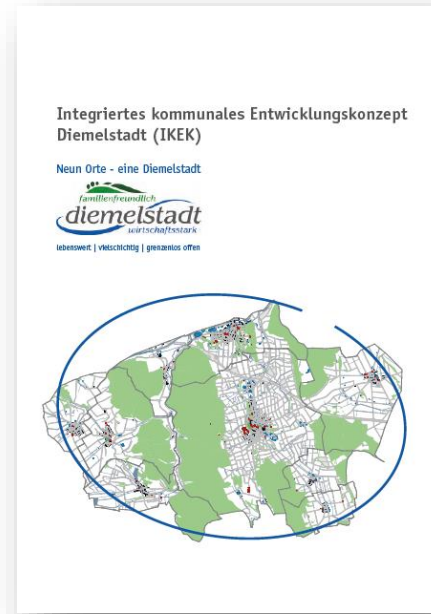 Integriertes kommunales Entwicklungskonzept
Diemelstadt (IKEK)
Neun Orte - eine Diemelstadt
familienfreundlich
diemelstadt
wirtschaftsstark
lebenswert | vielschichtig | grenzenlos offen